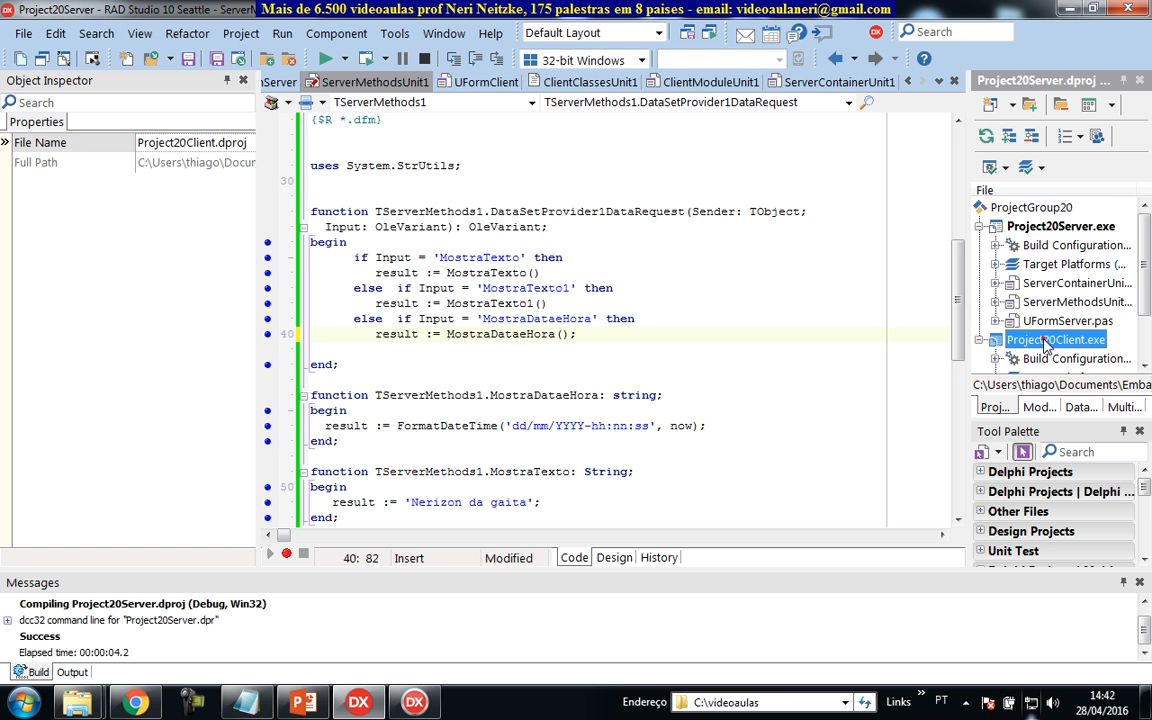 Project20Server - RAD Studio 10 Seattle - ServerM
Mais de 6.500 videoaulas prof Neri Neitzke, 175 palestras em 8 paises - email: videoaulaneri@gmail.com
File Edit Search View Refactor Project Run Component Tools Window Help
Default Layout
Search
32-bit Windows
Object Inspector
Server ServerMethodsUnit1 UFormClient ClientClassesUnit1 ClientModuleUnit1 ServerContainerUnit1
Project20Server.dproj ...
Search
TServerMethods1
TServerMethods1.DataSetProvider1DataRequest
Properties
File Name Project20Client.dproj
Full Path C:\Users\thiago\Docur
{$R *.dfm}
uses System.StrUtils;
30
function TServerMethods1.DataSetProvider1DataRequest(Sender: TObject;
Input: OleVariant): OleVariant;
begin
if Input = 'MostraTexto' then
result := MostraTexto()
else if Input = 'MostraTexto1' then
result := MostraTexto1()
else if Input = 'MostraDataeHora' then
40
result := MostraDataeHora();
end;
function TServerMethods1.MostraDataeHora: string;
begin
result := FormatDateTime('dd/mm/YYYY-hh:nn:ss', now);
end;
function TServerMethods1.MostraTexto: String;
50
begin
result := 'Nerizon da gaita';
end;
40: 82 Insert Modified Code Design History
File
ProjectGroup20
Project20Server.exe
Build Configuration...
Target Platforms (...
ServerContainerUni...
ServerMethodsUnit...
UFormServer.pas
Project20Client.exe
Build Configuration...
C:\Users\thiago\Documents\Emba
Proj... Mod... Data... Multi...
Tool Palette
Search
Delphi Projects
Delphi Projects | Delphi ...
Other Files
Design Projects
Unit Test
Messages
Compiling Project20Server.dproj (Debug, Win32)
dcc32 command line for "Project20Server.dpr"
Success
Elapsed time: 00:00:04.2
Build Output
Endereço C:\videoaulas
Links
PT
14:42
28/04/2016